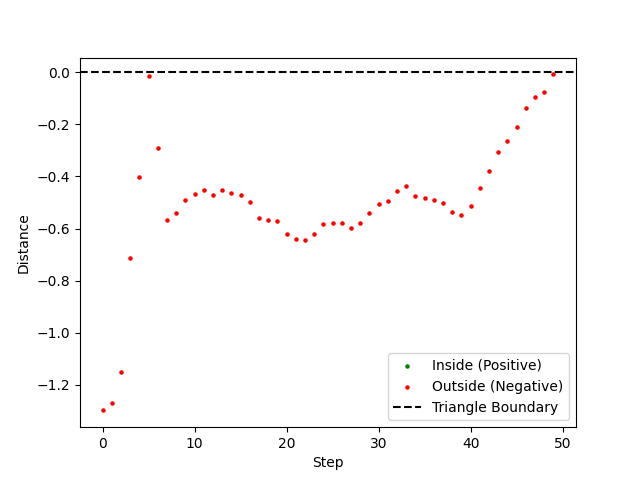 0.0
−0.2
−0.4
−0.6
−0.8
−1.0
−1.2
Distance
Inside (Positive)
Outside (Negative)
Triangle Boundary
0 10 20 30 40 50
Step